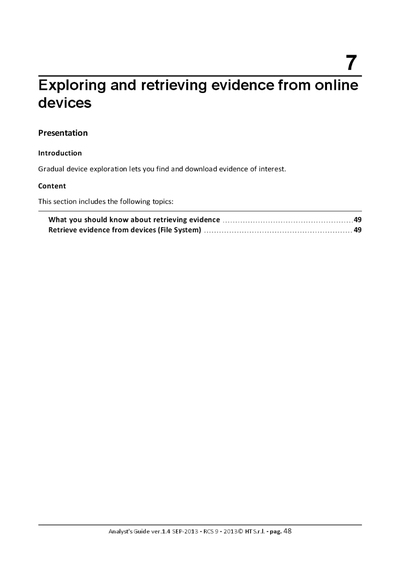 7
Exploring and retrieving evidence from online
devices
Presentation
Introduction
Gradual device exploration lets you find and download evidence of interest.
Content
This section includes the following topics:
What you should know about retrieving evidence ..................................................... 49
Retrieve evidence from devices (File System) ............................................................ 49
Analyst's Guide ver.1.4 SEP-2013 - RCS 9 - 2013© HT S.r.l. - pag. 48